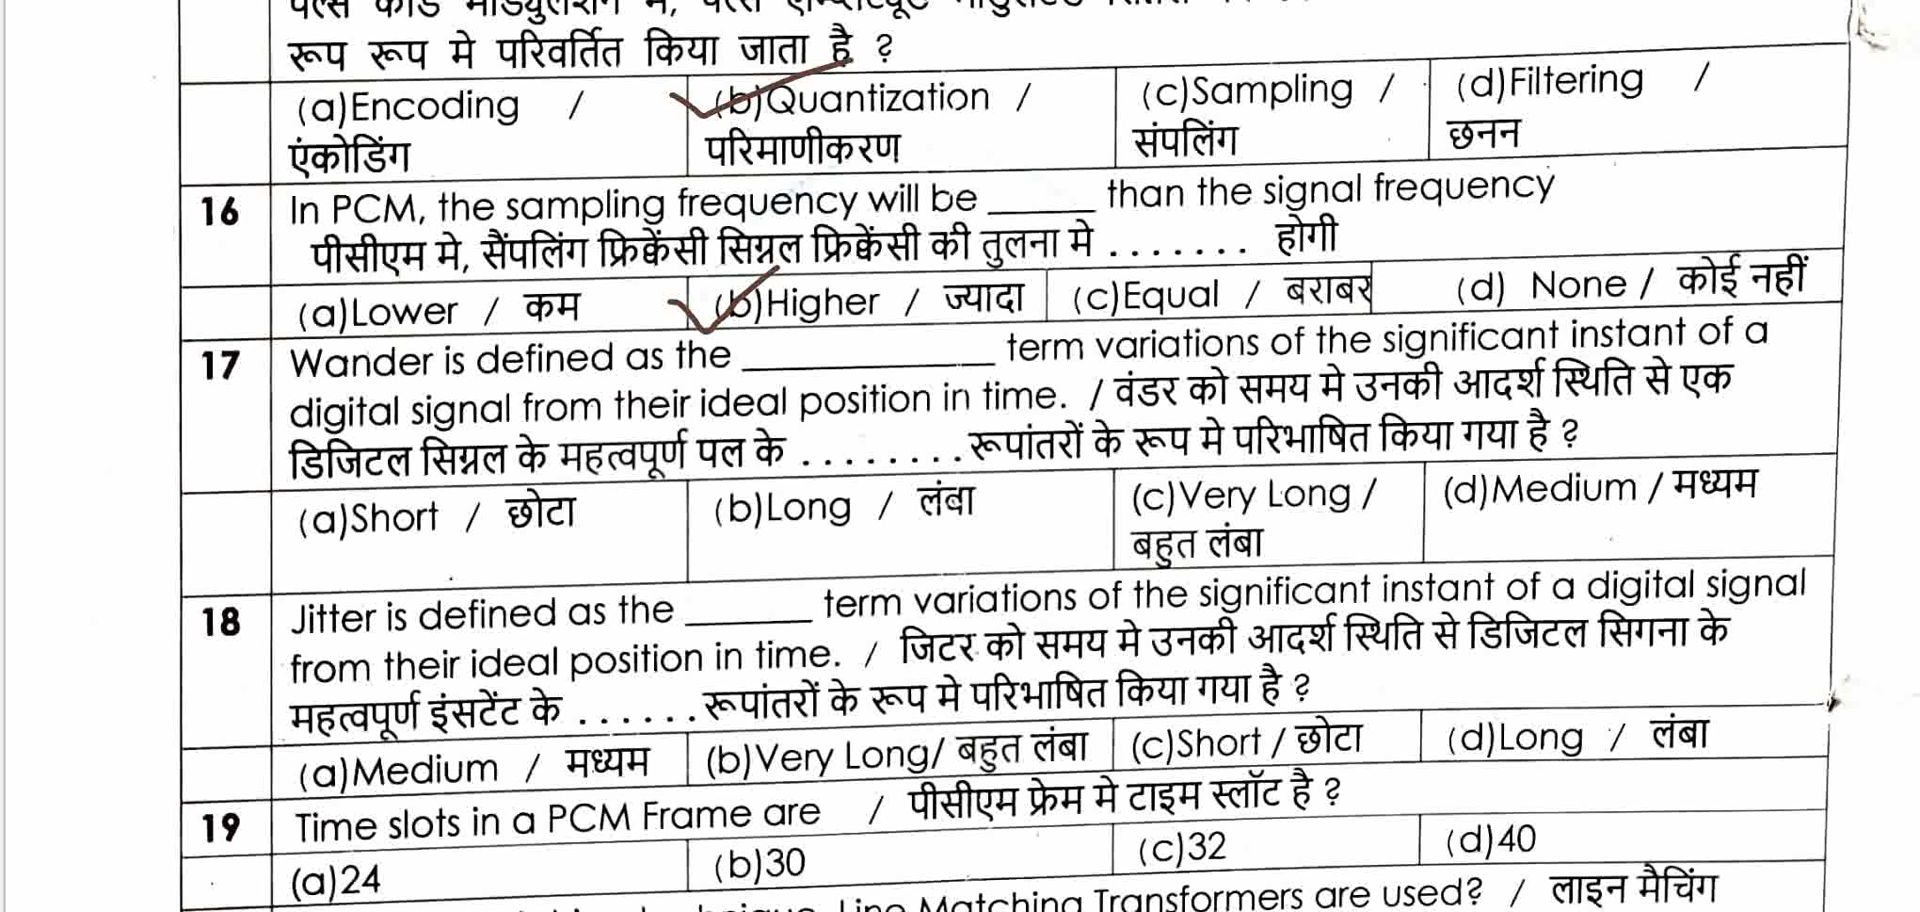 रूप रूप मे परिवर्तित किया जाता है ?
(a)Encoding / (b)Quantization / (c)Sampling / (d)Filtering /
एंकोडिंग परिमाणीकरण संपलिंग छनन
16 In PCM, the sampling frequency will be _____ than the signal frequency
पीसीएम मे, सैंपलिंग फ्रिक्वेंसी सिग्नल फ्रिक्वेंसी की तुलना मे ....... होगी
(a)Lower / कम (b)Higher / ज्यादा (c)Equal / बराबर (d) None / कोई नहीं
17 Wander is defined as the ____________ term variations of the significant instant of a
digital signal from their ideal position in time. / वंडर को समय मे उनकी आदर्श स्थिति से एक
डिजिटल सिग्नल के महत्वपूर्ण पल के ........ रूपांतरों के रूप मे परिभाषित किया गया है ?
(a)Short / छोटा (b)Long / लंबा (c)Very Long / (d)Medium / मध्यम
बहुत लंबा
18 Jitter is defined as the ______ term variations of the significant instant of a digital signal
from their ideal position in time. / जिटर को समय मे उनकी आदर्श स्थिति से डिजिटल सिगना के
महत्वपूर्ण इंसटेंट के ...... रूपांतरों के रूप मे परिभाषित किया गया है ?
(a)Medium / मध्यम (b)Very Long/ बहुत लंबा (c)Short / छोटा (d)Long / लंबा
19 Time slots in a PCM Frame are / पीसीएम फ्रेम मे टाइम स्लॉट है ?
(a)24 (b)30 (c)32 (d)40
Line Matching Transformers are used? / लाइन मैचिंग